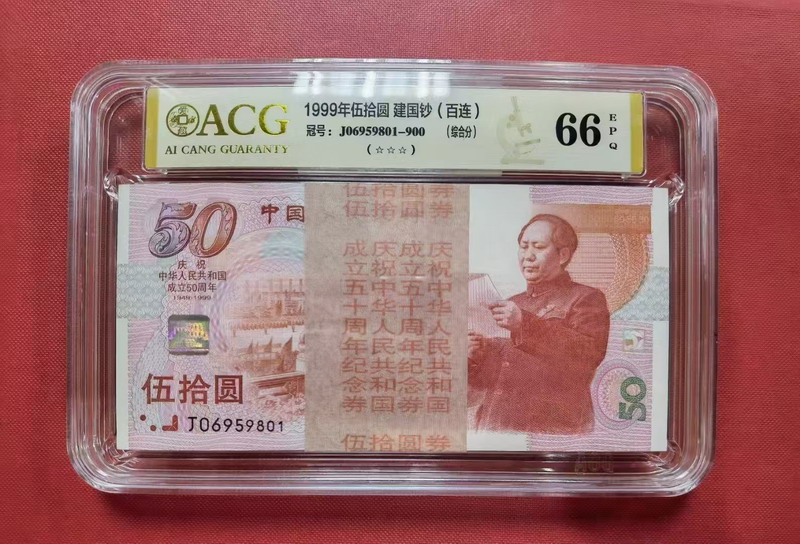 ACG
AI CANG GUARANTY
1999年伍拾圆 建国钞（百连）
冠号：J06959801-900 （综合分）
（☆☆☆）
66
EPQ
50
中国
庆祝
中华人民共和国
成立50周年
1949-1999
伍拾圆
J06959801
伍拾圆券
伍拾圆券
庆祝中华人民共和国
成立五十周年纪念券
庆祝中华人民共和国
成立五十周年纪念券
伍拾圆券
50